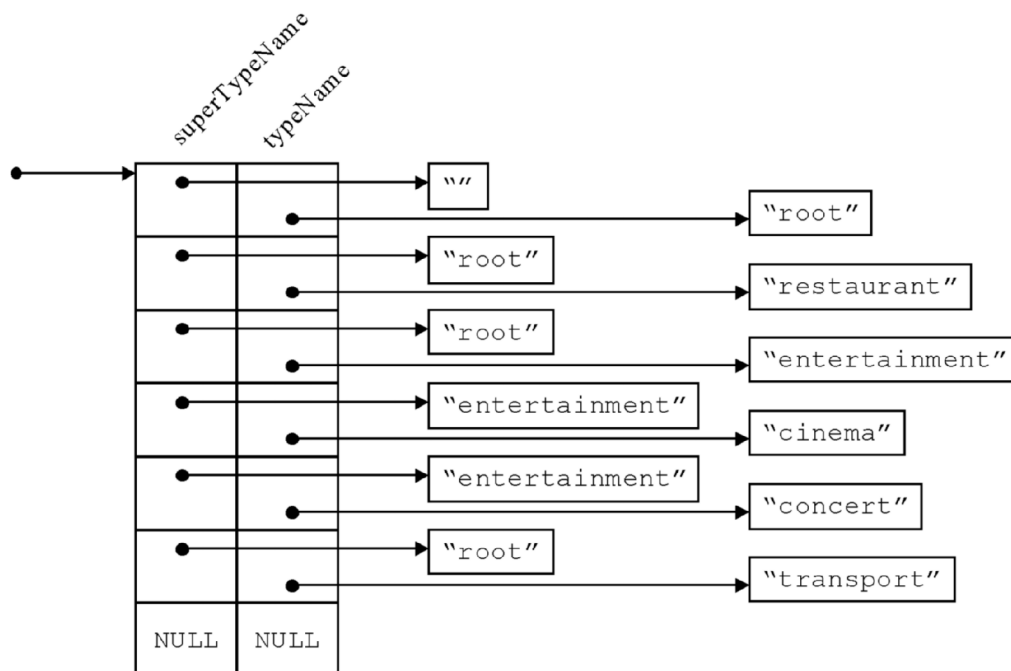 superTypeName
typeName
“”
“root”
“root”
“restaurant”
“root”
“entertainment”
“entertainment”
“cinema”
“entertainment”
“concert”
“root”
“transport”
NULL NULL